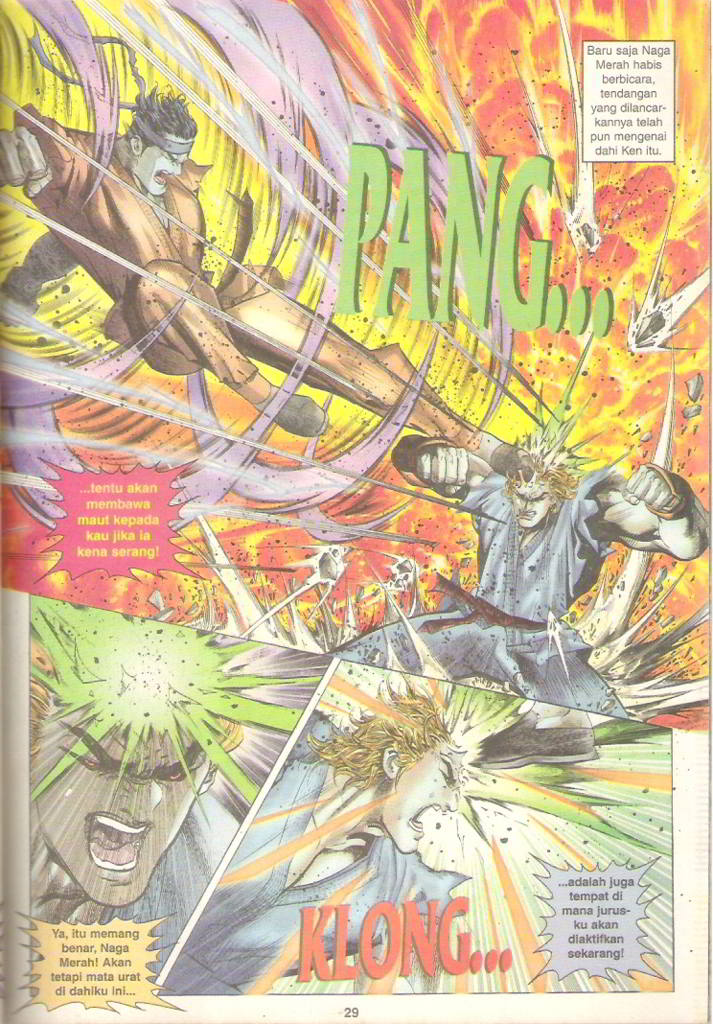 Baru saja Naga
Merah habis
berbicara,
tendangan
yang dilancar-
kannya telah
pun mengenai
dahi Ken itu.
PANG...
...tentu akan
membawa
maut kepada
kau jika ia
kena serang!
Ya, itu memang
benar, Naga
Merah! Akan
tetapi mata urat
di dahiku ini...
...adalah juga
tempat di
mana jurus-
ku akan
diaktifkan
sekarang!
KLONG...
29